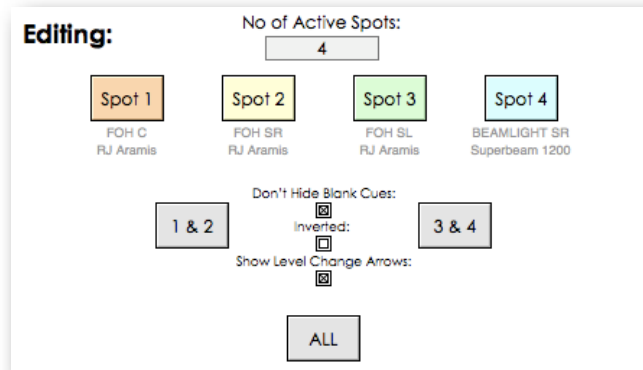 Editing:
No of Active Spots:
4
Spot 1
Spot 2
Spot 3
Spot 4
FOH C
FOH SR
FOH SL
BEAMLIGHT SR
RJ Aramis
RJ Aramis
RJ Aramis
Superbeam 1200
Don't Hide Blank Cues:
1 & 2
Inverted:
3 & 4
Show Level Change Arrows:
ALL